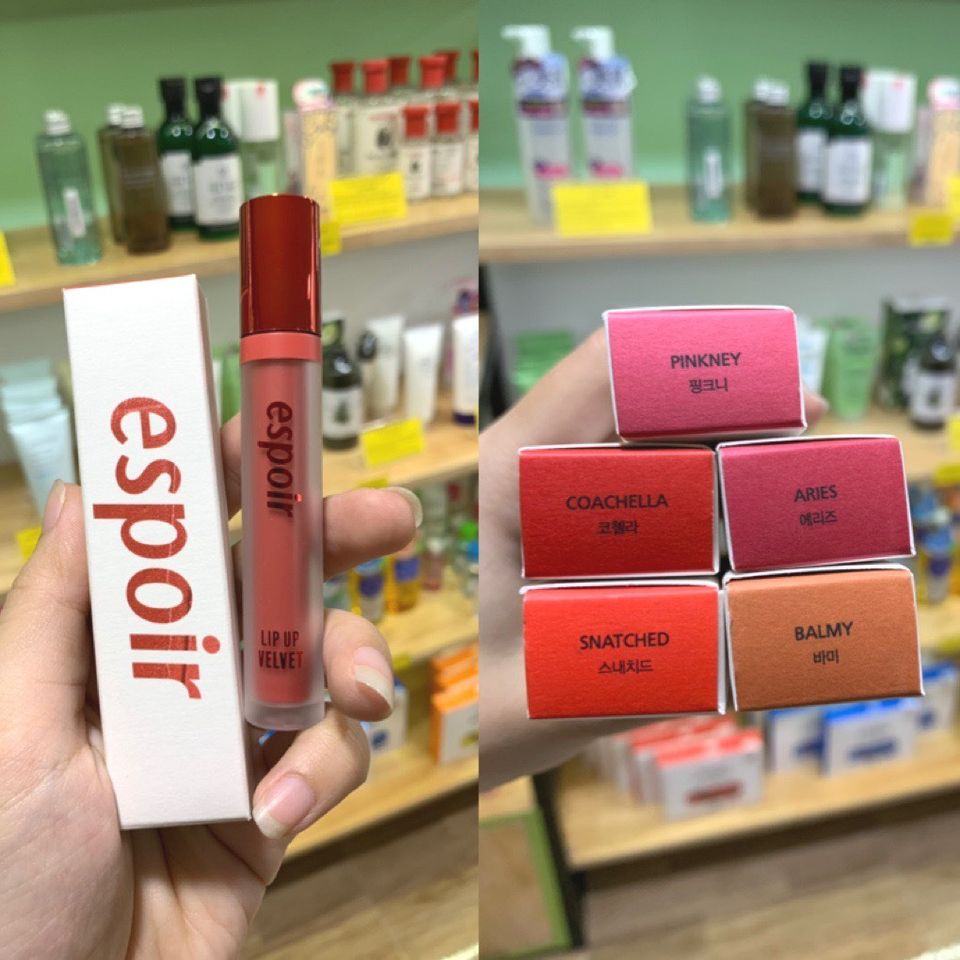 espoir
espoir
LIP UP
VELVET
PINKNEY
핑크니
COACHELLA
코첼라
ARIES
에리즈
SNATCHED
스내치드
BALMY
바미